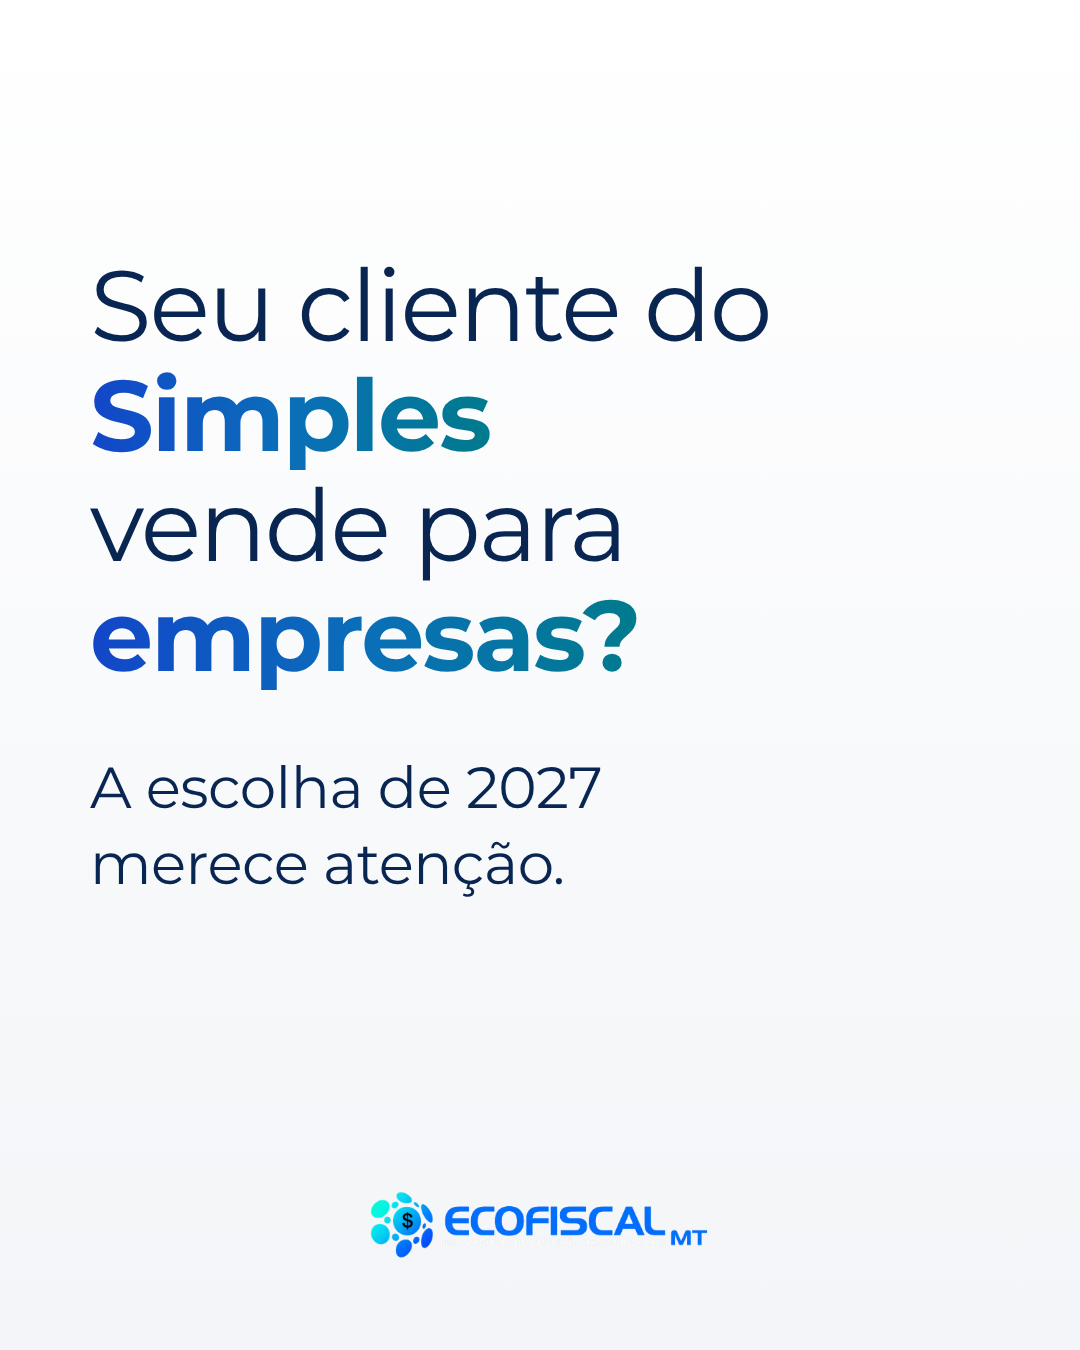 Seu cliente do
Simples
vende para
empresas?
A escolha de 2027
merece atenção.
$ ECOFISCAL MT